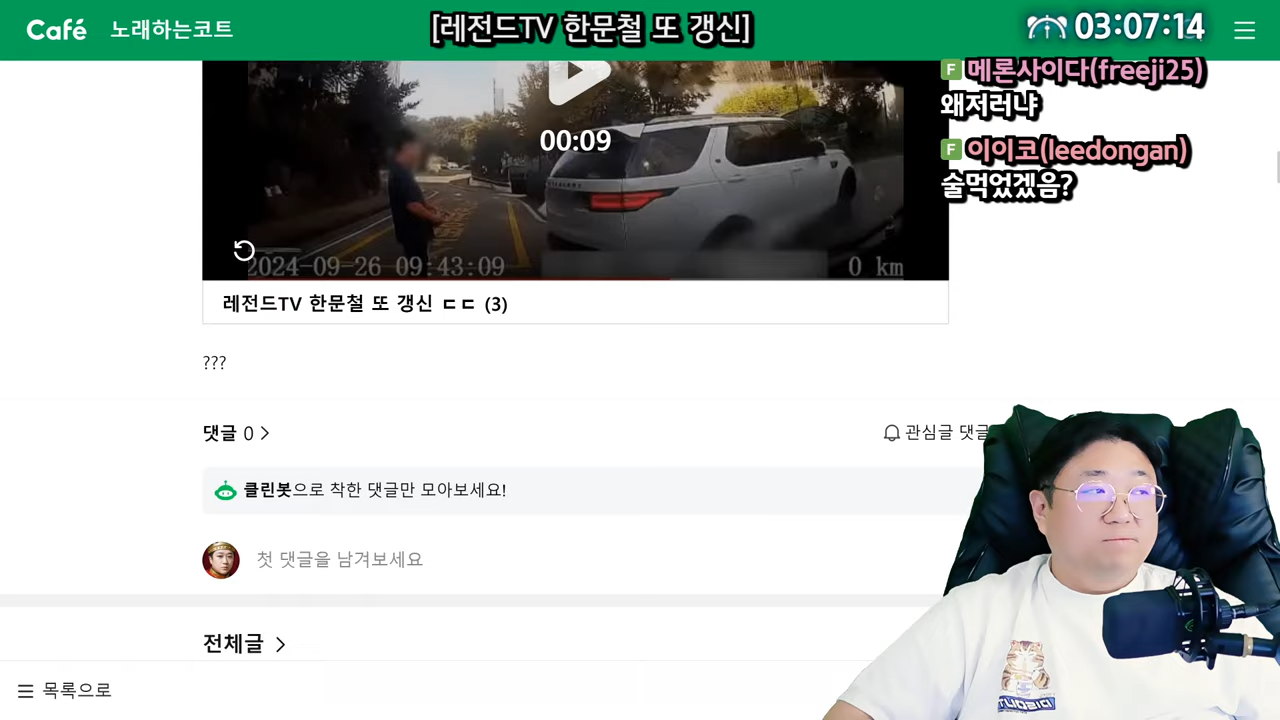 Café 노래하는코트
[레전드TV 한문철 또 갱신]
03:07:14
F 메론사이다(freeji25)
왜저러냐
F 이이코(leedongan)
술먹었겠음?
00:09
2024-09-26 09:43:09
0 km
레전드TV 한문철 또 갱신 ㄷㄷ (3)
???
댓글 0
관심글 댓글
클린봇으로 착한 댓글만 모아보세요!
첫 댓글을 남겨보세요
전체글
목록으로